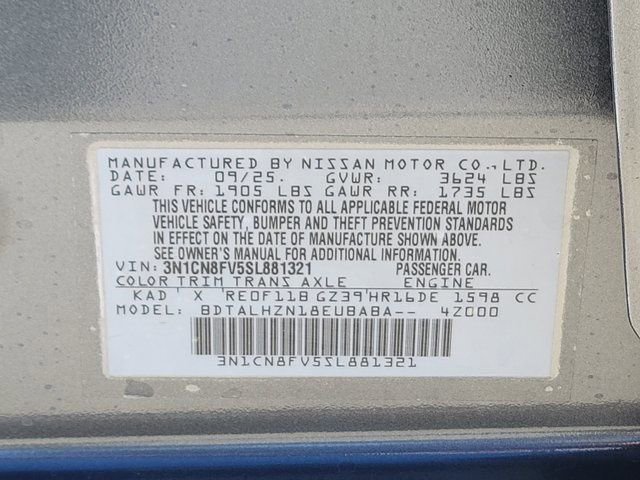 MANUFACTURED BY NISSAN MOTOR CO., LTD.
DATE: 09/25. GVWR: 3624 LBS
GAWR FR: 1905 LBS GAWR RR: 1735 LBS
THIS VEHICLE CONFORMS TO ALL APPLICABLE FEDERAL MOTOR
VEHICLE SAFETY, BUMPER AND THEFT PREVENTION STANDARDS
IN EFFECT ON THE DATE OF MANUFACTURE SHOWN ABOVE.
SEE OWNER'S MANUAL FOR ADDITIONAL INFORMATION.
VIN: 3N1CN8FV5SL881321 PASSENGER CAR.
COLOR TRIM TRANS AXLE ENGINE
KAD X 'RE0F11B GZ39'HR16DE 1598 CC
MODEL: BDTALHZN18EUBABA-- 4Z000
3N1CN8FV5SL881321